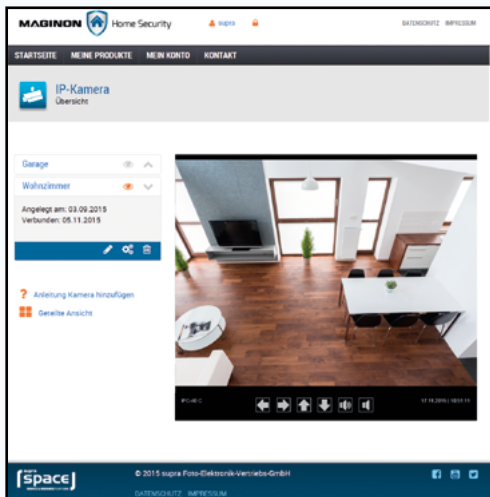 MAGINON Home Security supra DATENSCHUTZ IMPRESSUM
STARTSEITE MEINE PRODUKTE MEIN KONTO KONTAKT
IP-Kamera
Übersicht
Garage
Wohnzimmer
Angelegt am: 03.09.2015
Verbunden: 05.11.2015
? Anleitung Kamera hinzufügen
Geteilte Ansicht
supra
space
© 2015 supra Foto-Elektronik-Vertriebs-GmbH
DATENSCHUTZ IMPRESSUM